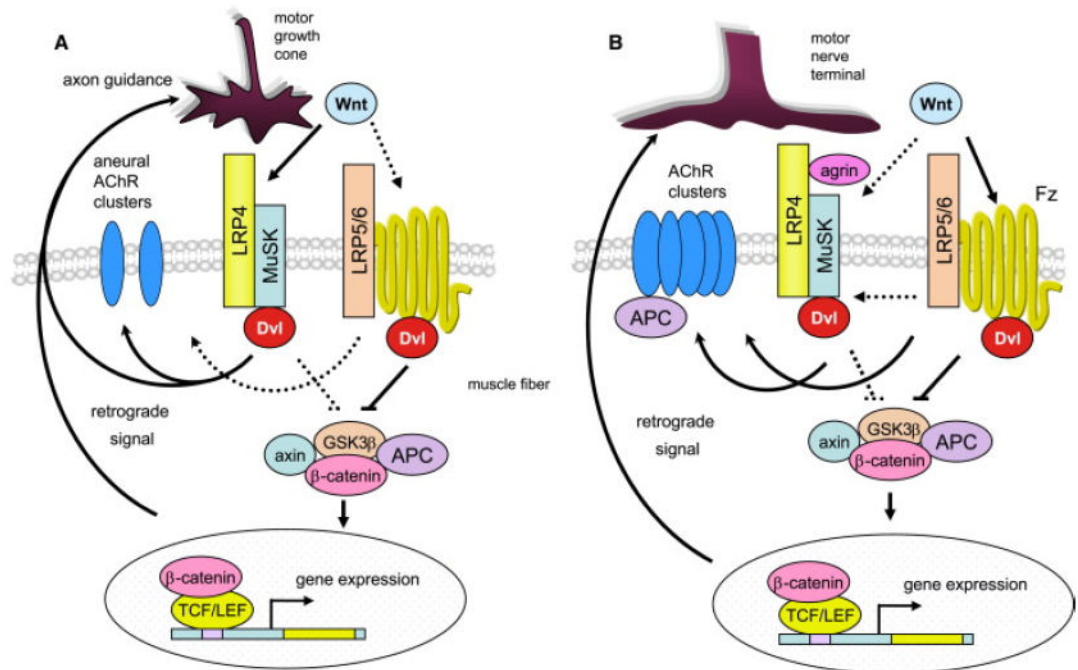 A
motor
growth
cone
axon guidance
Wnt
aneural
AChR
clusters
LRP4
MuSK
LRP5/6
Dvl
Dvl
muscle fiber
retrograde
signal
axin
GSK3β
β-catenin
APC
β-catenin
TCF/LEF
gene expression
B
motor
nerve
terminal
Wnt
AChR
clusters
agrin
Fz
LRP4
MuSK
LRP5/6
APC
Dvl
Dvl
retrograde
signal
axin
GSK3β
β-catenin
APC
β-catenin
TCF/LEF
gene expression